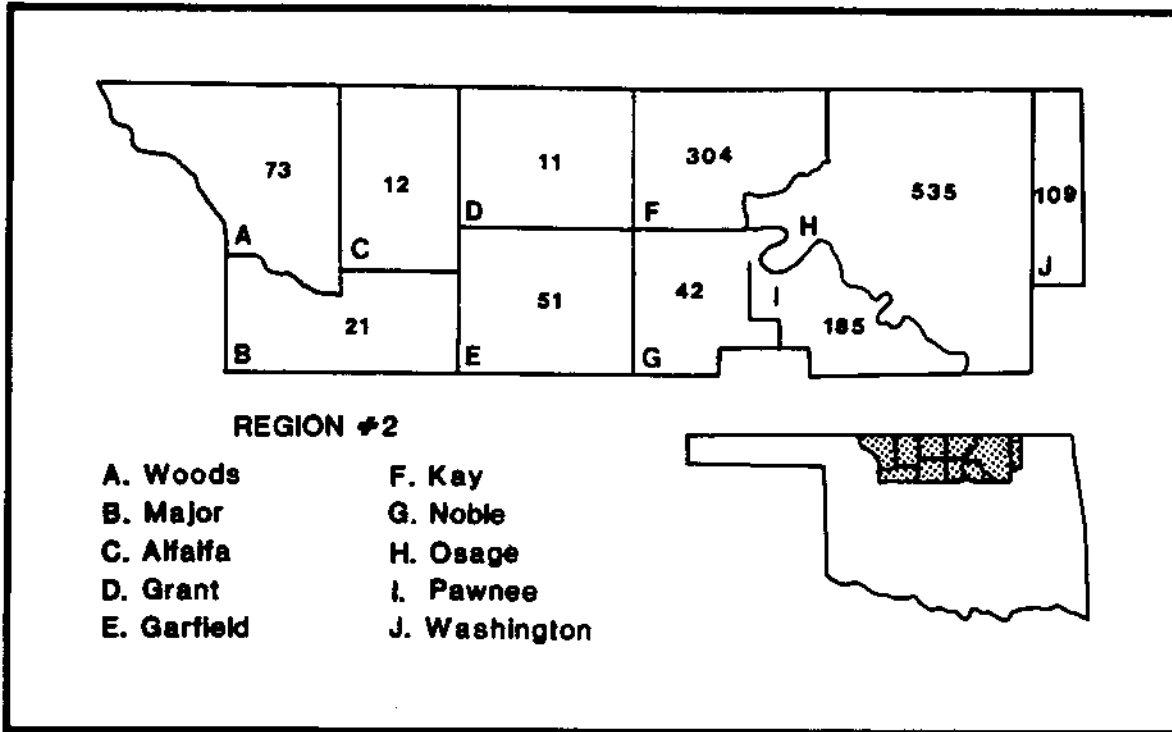 73
12
11
304
535
109
A
C
D
F
H
J
21
51
42
I
185
B
E
G
REGION #2
A. Woods
B. Major
C. Alfalfa
D. Grant
E. Garfield
F. Kay
G. Noble
H. Osage
I. Pawnee
J. Washington